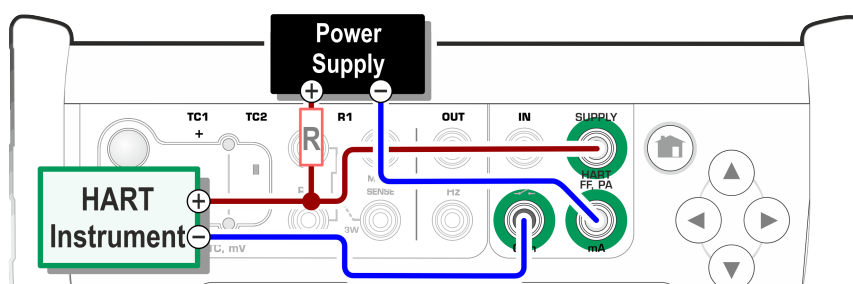 Power
Supply
+ −
TC1 TC2 R1 OUT IN SUPPLY
+
R
HART
FF, PA
SENSE Hz
HART
Instrument
+
−
3W
TC, mV
mA